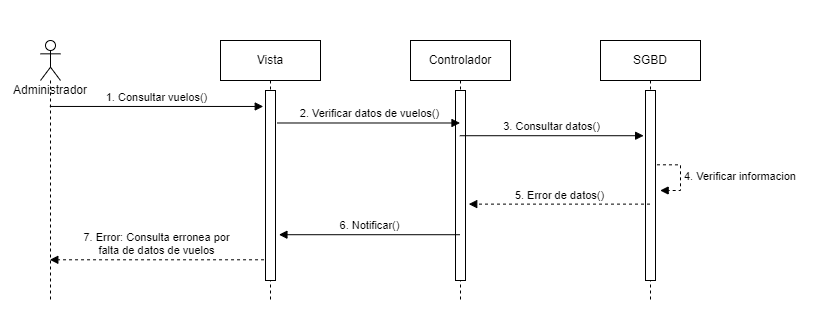 Vista
Controlador
SGBD
Administrador
1. Consultar vuelos()
2. Verificar datos de vuelos()
3. Consultar datos()
4. Verificar informacion
5. Error de datos()
6. Notificar()
7. Error: Consulta erronea por
falta de datos de vuelos